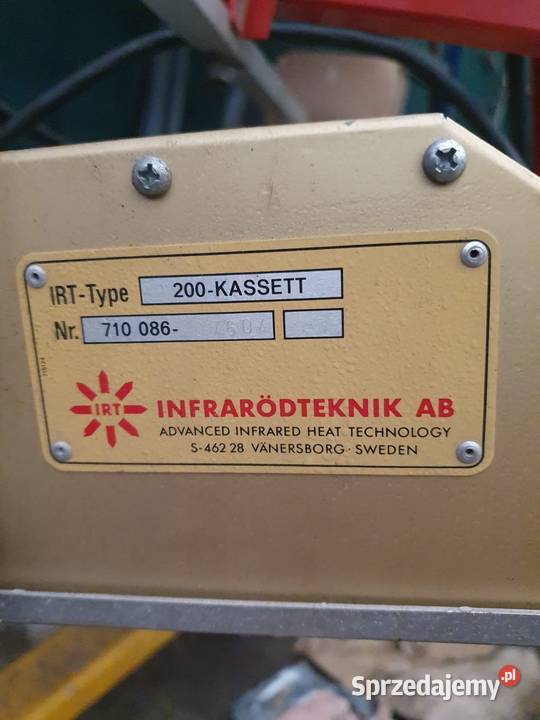 IRT-Type 200-KASSETT
Nr. 710 086-
IRT INFRARÖDTEKNIK AB
ADVANCED INFRARED HEAT TECHNOLOGY
S-462 28 VÄNERSBORG · SWEDEN
Sprzedajemy.pl